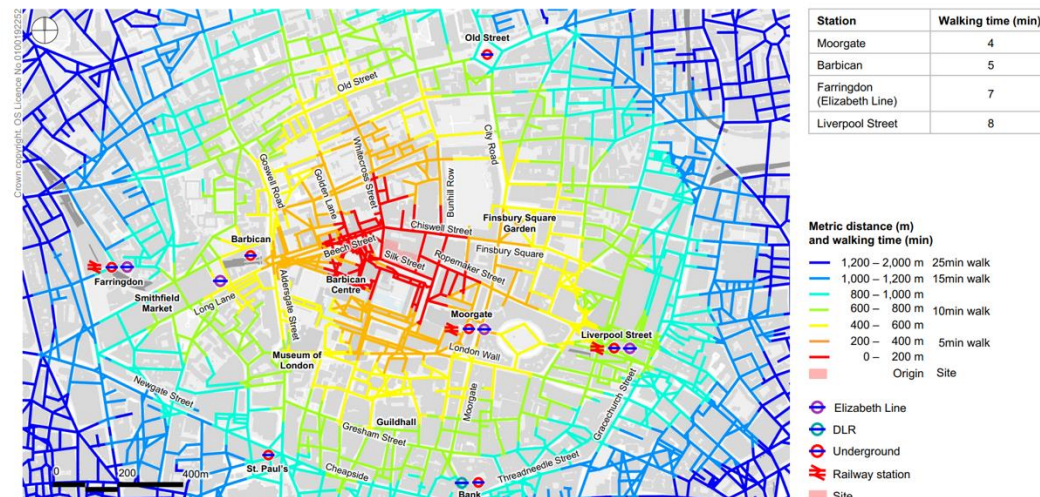 Crown copyright. OS Licence No 0100192252
Old Street
Old Street
City Road
Goswell Road
Golden Lane
Whitecross Street
Bunhill Row
Finsbury Square
Garden
Chiswell Street
Barbican
Beech Street
Silk Street
Ropemaker Street
Finsbury Square
Farringdon
Smithfield
Market
Long Lane
Aldersgate Street
Barbican
Centre
Moorgate
Liverpool Street
London Wall
Museum of
London
Newgate Street
Guildhall
Moorgate
Gresham Street
Gracechurch Street
St. Paul's
Cheapside
Threadneedle Street
Bank
0 200 400m
Station Walking time (min)
Moorgate 4
Barbican 5
Farringdon
(Elizabeth Line) 7
Liverpool Street 8
Metric distance (m)
and walking time (min)
1,200 – 2,000 m 25min walk
1,000 – 1,200 m 15min walk
800 – 1,000 m
600 – 800 m 10min walk
400 – 600 m
200 – 400 m 5min walk
0 – 200 m
Origin Site
Elizabeth Line
DLR
Underground
Railway station
Site